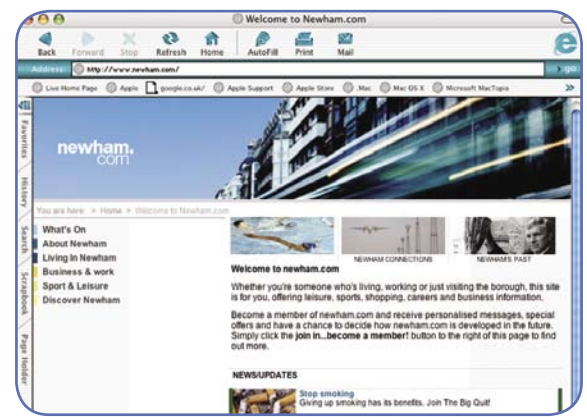 Welcome to Newham.com
Back Forward Stop Refresh Home AutoFill Print Mail
Address http://www.newham.com/ go
Live Home Page Apple google.co.uk/ Apple Support Apple Store .Mac Mac OS X Microsoft MacTopia
Favorites
History
Search
Scrapbook
Page Holder
newham.
com
You are here: > Home > Welcome to Newham.com
What's On
About Newham
Living In Newham
Business & work
Sport & Leisure
Discover Newham
NEWHAM CONNECTIONS NEWHAM'S PAST
Welcome to newham.com
Whether you're someone who's living, working or just visiting the borough, this site
is for you, offering leisure, sports, shopping, careers and business information.
Become a member of newham.com and receive personalised messages, special
offers and have a chance to decide how newham.com is developed in the future.
Simply click the join in...become a member! button to the right of this page to find
out more.
NEWS/UPDATES
Stop smoking
Giving up smoking has its benefits. Join The Big Quit!